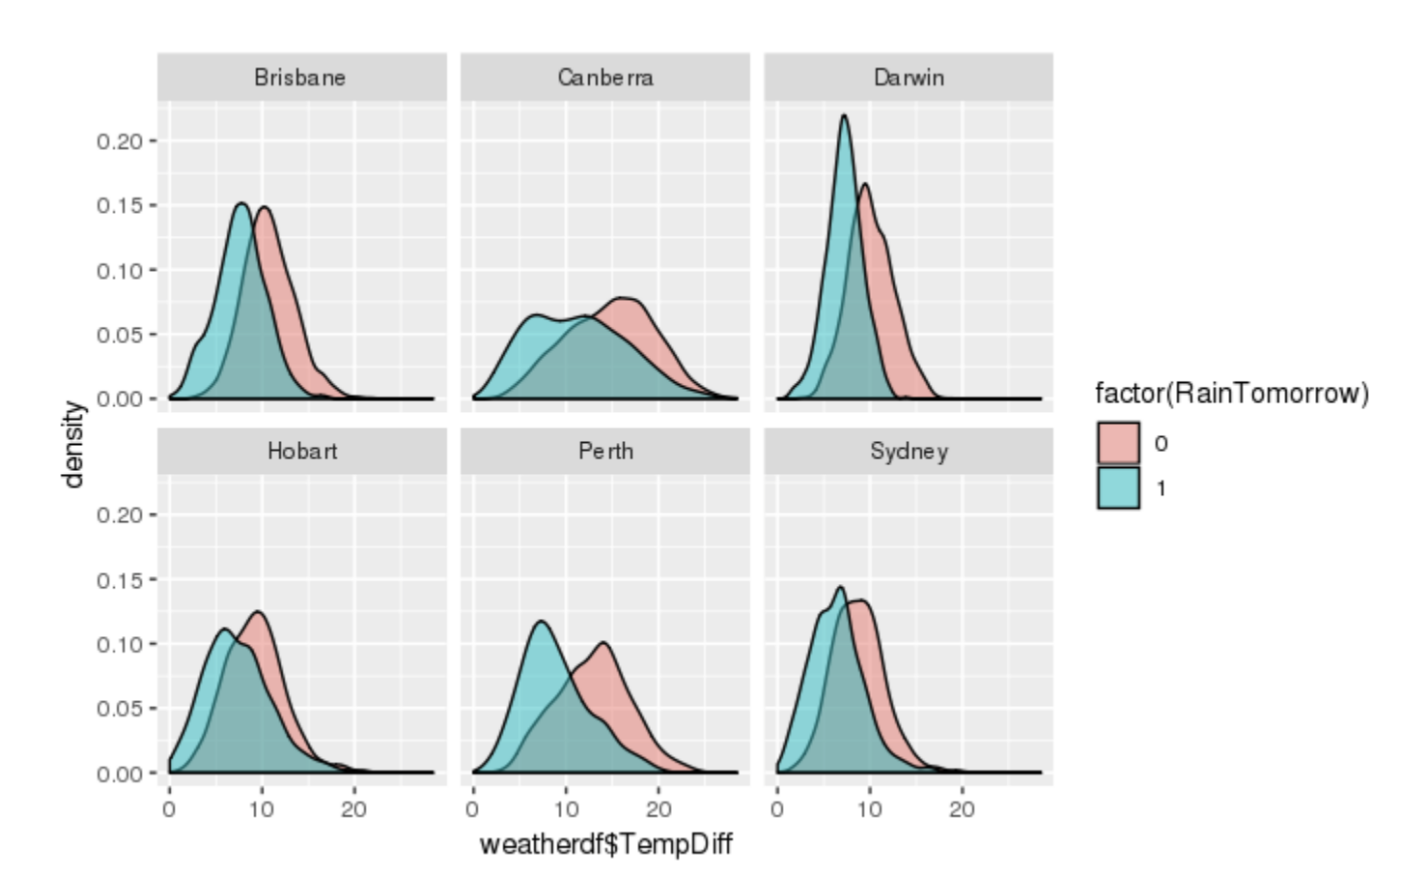 Brisbane Canberra Darwin
0.20
0.15
0.10
0.05
0.00
density
Hobart Perth Sydney
0.20
0.15
0.10
0.05
0.00
0 10 20 0 10 20 0 10 20
weatherdf$TempDiff
factor(RainTomorrow)
0
1